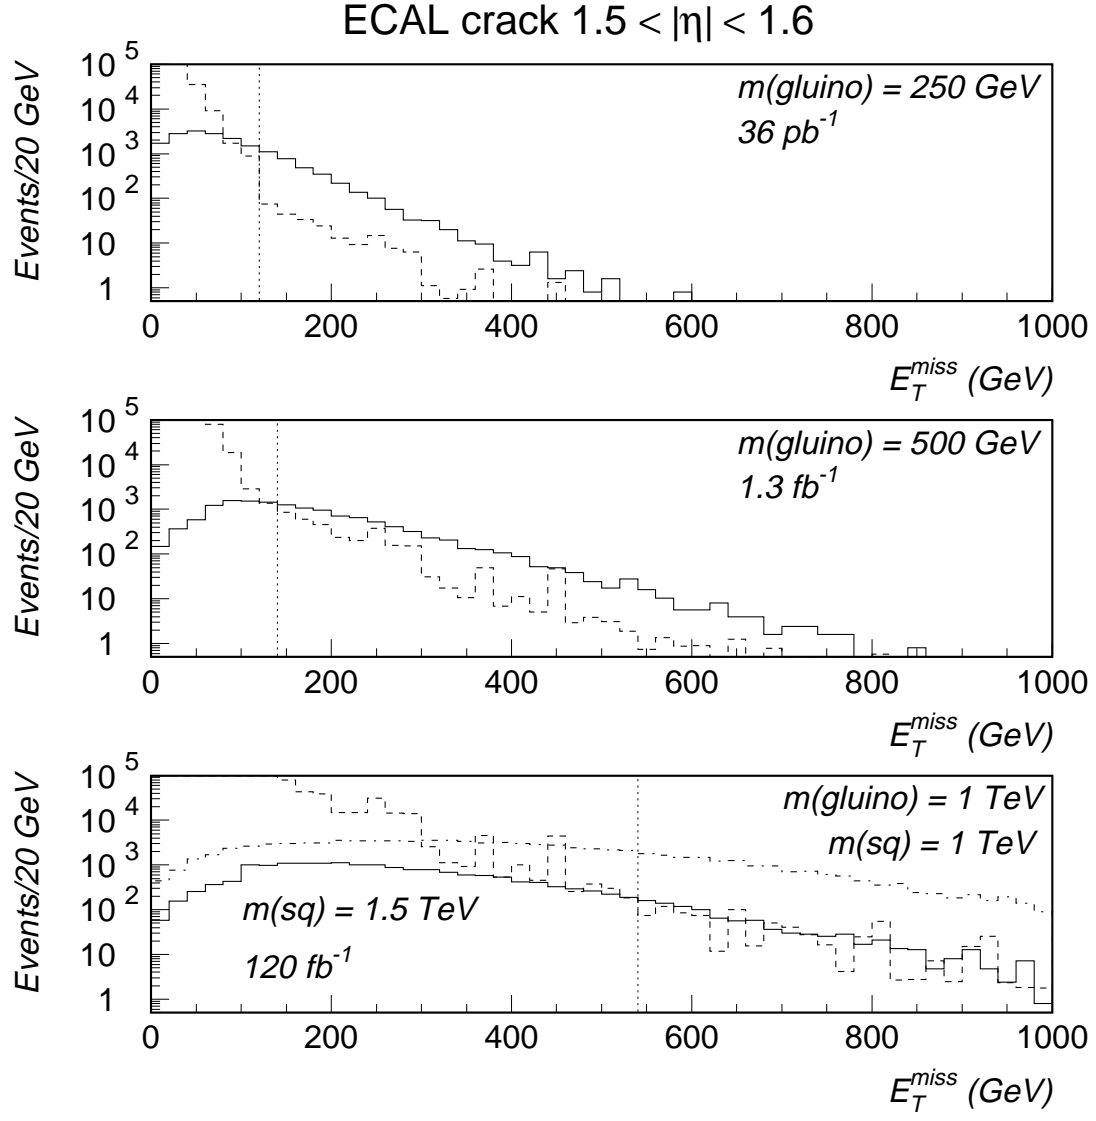 ECAL crack 1.5 < |η| < 1.6
Events/20 GeV
10^5
10^4
10^3
10^2
10
1
m(gluino) = 250 GeV
36 pb^-1
0 200 400 600 800 1000
E_T^miss (GeV)
Events/20 GeV
10^5
10^4
10^3
10^2
10
1
m(gluino) = 500 GeV
1.3 fb^-1
0 200 400 600 800 1000
E_T^miss (GeV)
Events/20 GeV
10^5
10^4
10^3
10^2
10
1
m(gluino) = 1 TeV
m(sq) = 1 TeV
m(sq) = 1.5 TeV
120 fb^-1
0 200 400 600 800 1000
E_T^miss (GeV)